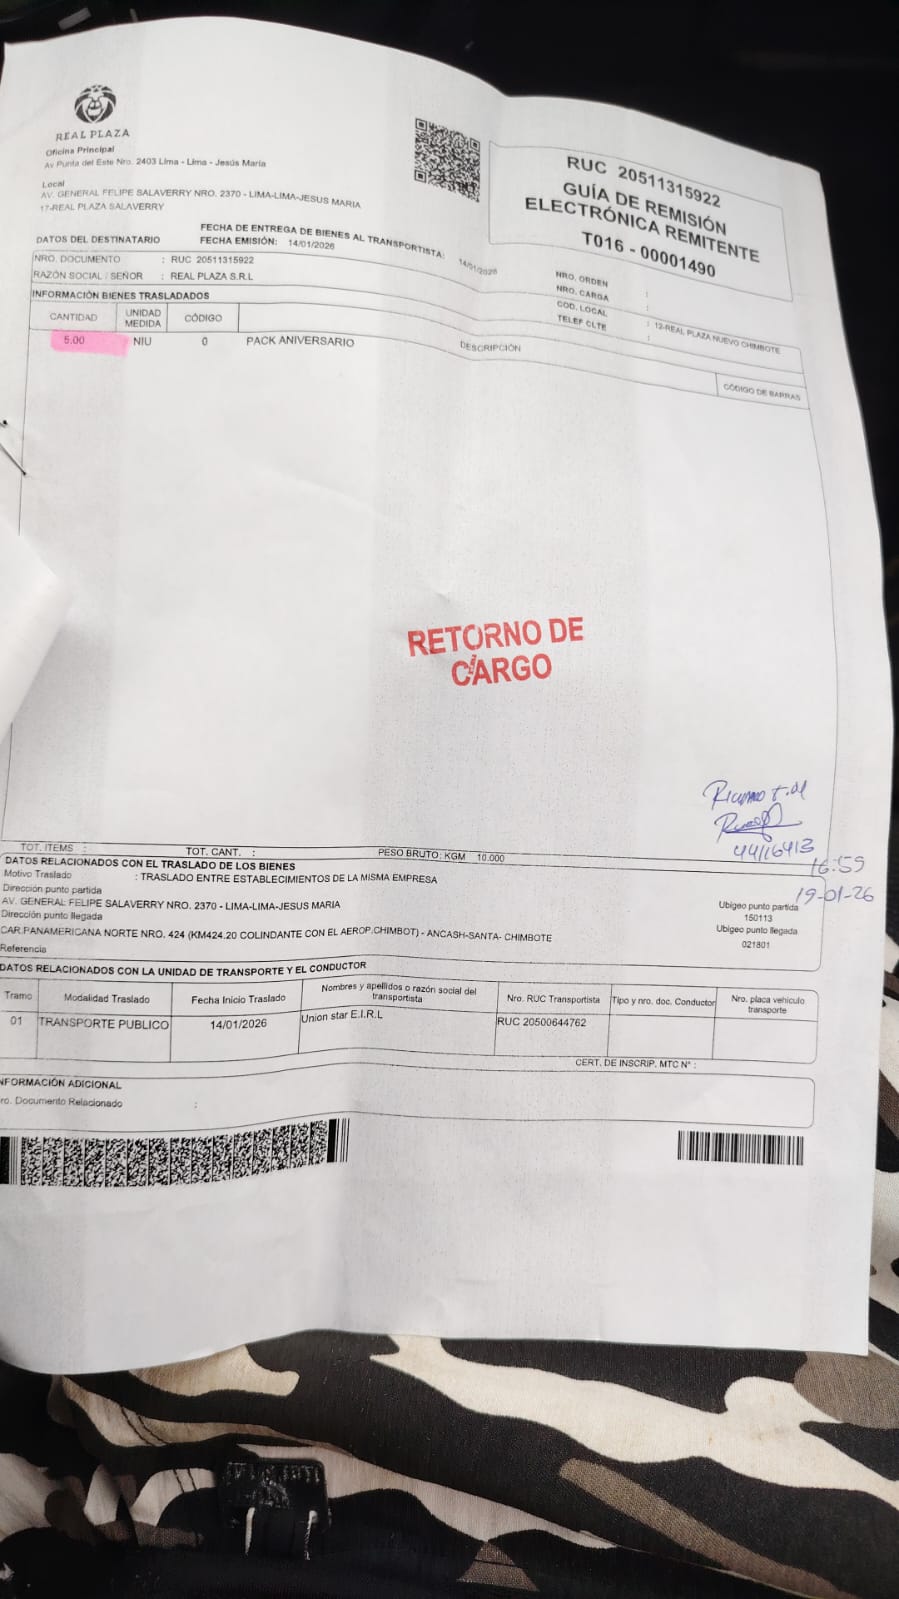 REAL PLAZA
Oficina Principal
Av Punta del Este Nro. 2403 Lima - Lima - Jesús María
Local
AV. GENERAL FELIPE SALAVERRY NRO. 2370 - LIMA-LIMA-JESUS MARIA
17-REAL PLAZA SALAVERRY
RUC 20511315922
GUÍA DE REMISIÓN
ELECTRÓNICA REMITENTE
T016 - 00001490
FECHA DE ENTREGA DE BIENES AL TRANSPORTISTA: 14/01/2026
DATOS DEL DESTINATARIO FECHA EMISIÓN: 14/01/2026
NRO. DOCUMENTO : RUC 20511315922
RAZÓN SOCIAL / SEÑOR : REAL PLAZA S.R.L
NRO. ORDEN :
NRO. CARGA :
COD. LOCAL : 12-REAL PLAZA NUEVO CHIMBOTE
TELEF CLTE :
INFORMACIÓN BIENES TRASLADADOS
CANTIDAD UNIDAD MEDIDA CÓDIGO DESCRIPCIÓN CÓDIGO DE BARRAS
5.00 NIU 0 PACK ANIVERSARIO
RETORNO DE
CARGO
44116413
16:59
19-01-26
TOT. ITEMS : TOT. CANT. : PESO BRUTO: KGM 10.000
DATOS RELACIONADOS CON EL TRASLADO DE LOS BIENES
Motivo Traslado : TRASLADO ENTRE ESTABLECIMIENTOS DE LA MISMA EMPRESA
Dirección punto partida
AV. GENERAL FELIPE SALAVERRY NRO. 2370 - LIMA-LIMA-JESUS MARIA
Dirección punto llegada
CAR.PANAMERICANA NORTE NRO. 424 (KM424.20 COLINDANTE CON EL AEROP.CHIMBOT) - ANCASH-SANTA- CHIMBOTE
Referencia
Ubigeo punto partida
150113
Ubigeo punto llegada
021801
DATOS RELACIONADOS CON LA UNIDAD DE TRANSPORTE Y EL CONDUCTOR
Tramo Modalidad Traslado Fecha Inicio Traslado Nombres y apellidos o razón social del transportista Nro. RUC Transportista Tipo y nro. doc. Conductor Nro. placa vehículo transporte
01 TRANSPORTE PUBLICO 14/01/2026 Union star E.I.R.L RUC 20500644762
CERT. DE INSCRIP. MTC N° :
NFORMACIÓN ADICIONAL
ro. Documento Relacionado :